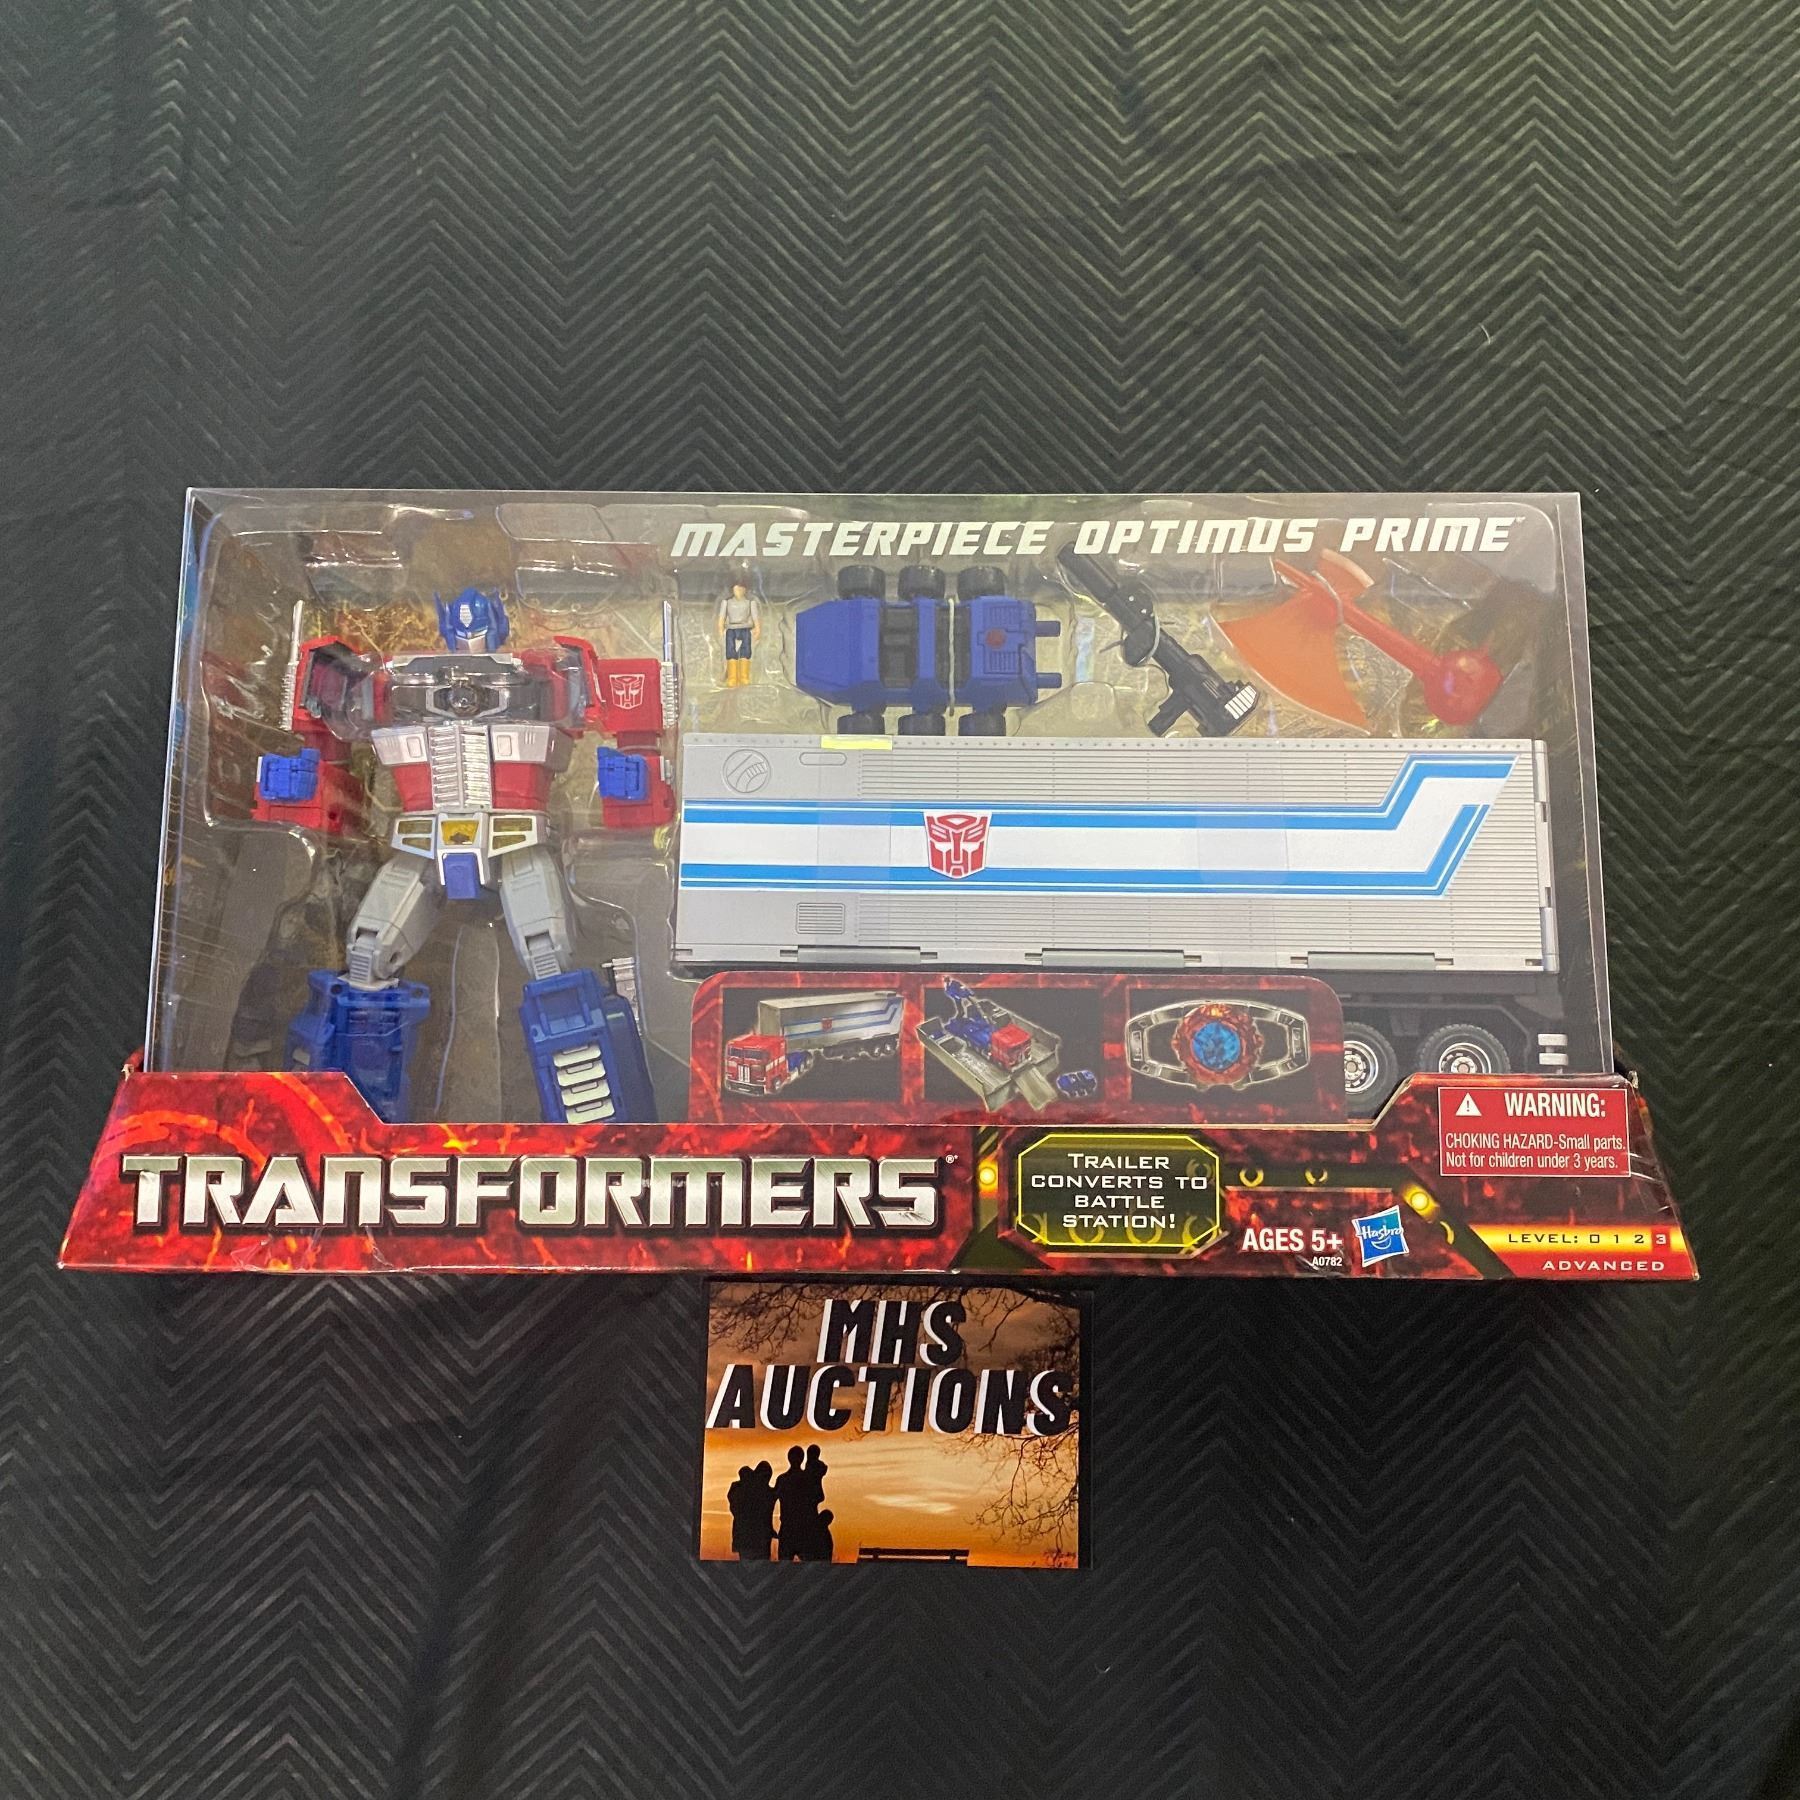 MASTERPIECE OPTIMUS PRIME™
TRANSFORMERS®
TRAILER
CONVERTS TO
BATTLE
STATION!
AGES 5+
A0782
Hasbro
WARNING:
CHOKING HAZARD-Small parts.
Not for children under 3 years.
LEVEL: 0 1 2 3
ADVANCED
MHS
AUCTIONS